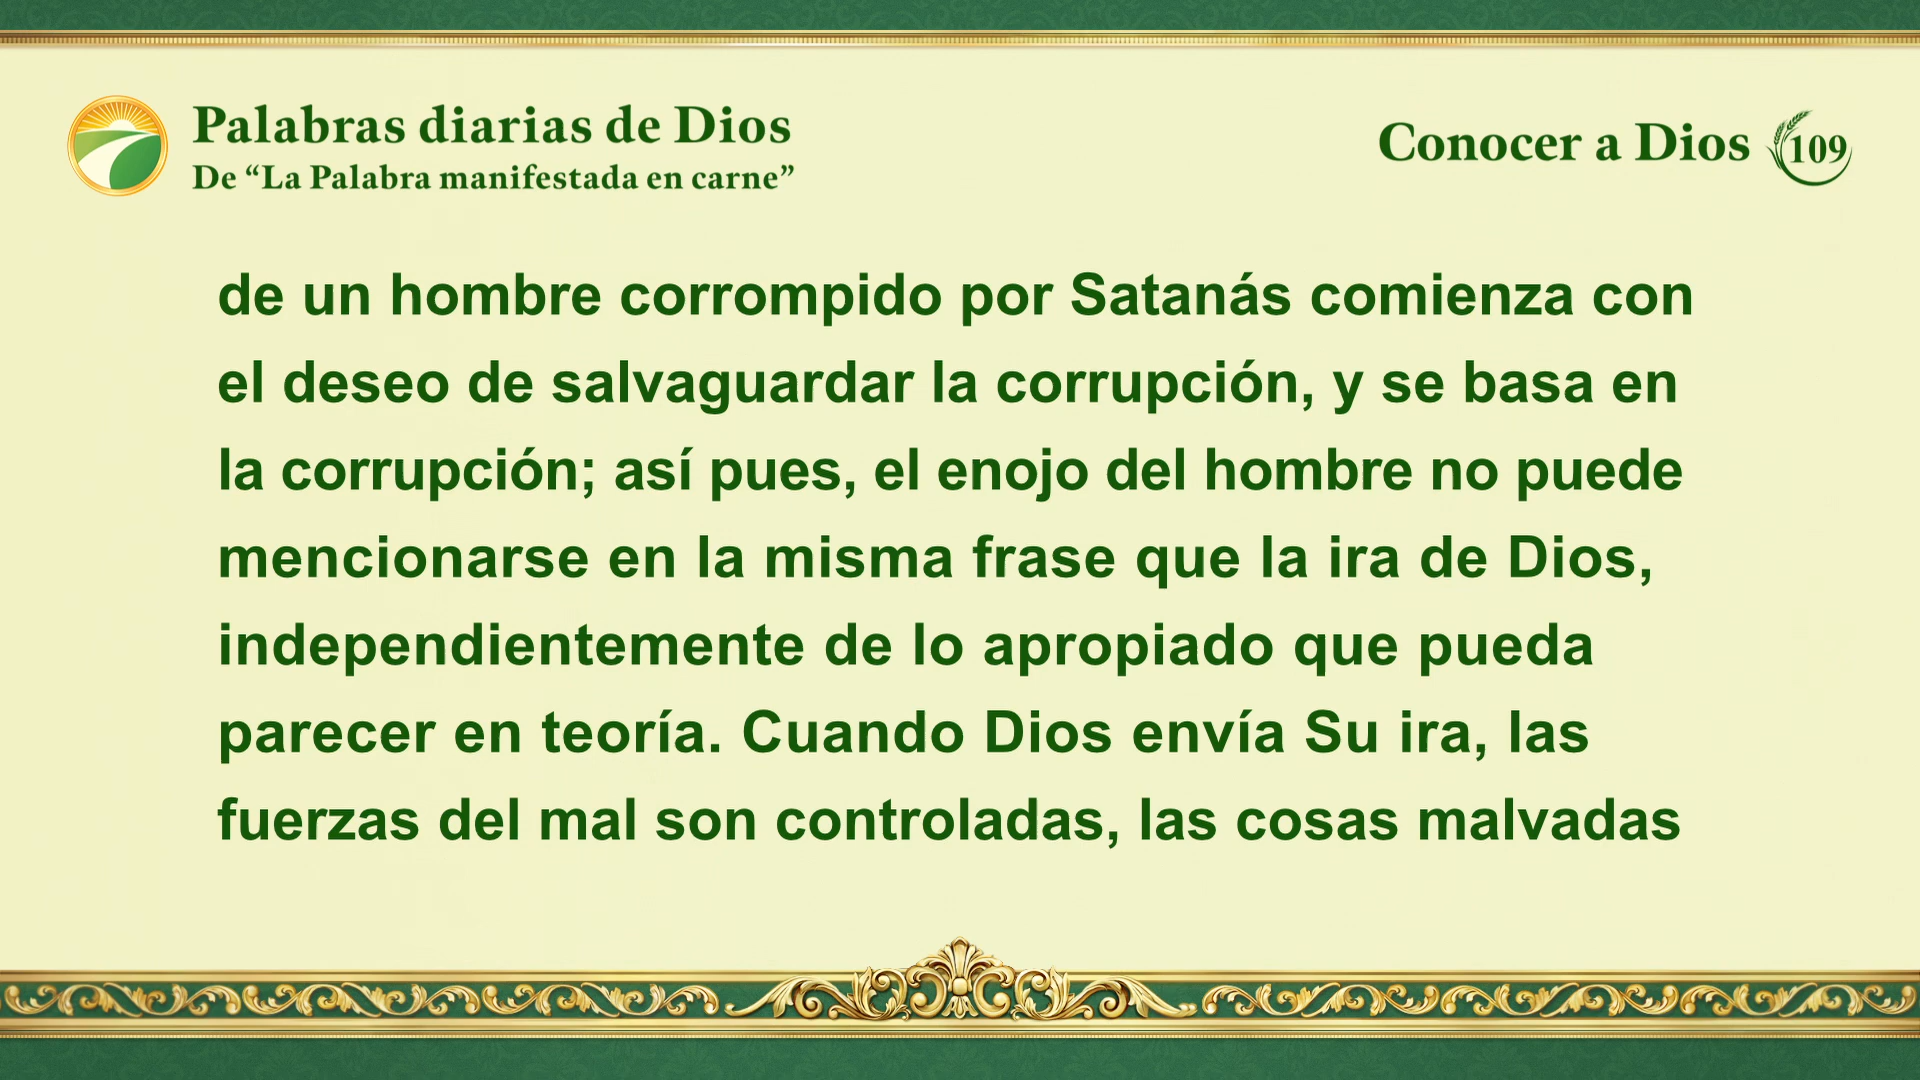 Palabras diarias de Dios
De “La Palabra manifestada en carne”
Conocer a Dios 109
de un hombre corrompido por Satanás comienza con
el deseo de salvaguardar la corrupción, y se basa en
la corrupción; así pues, el enojo del hombre no puede
mencionarse en la misma frase que la ira de Dios,
independientemente de lo apropiado que pueda
parecer en teoría. Cuando Dios envía Su ira, las
fuerzas del mal son controladas, las cosas malvadas